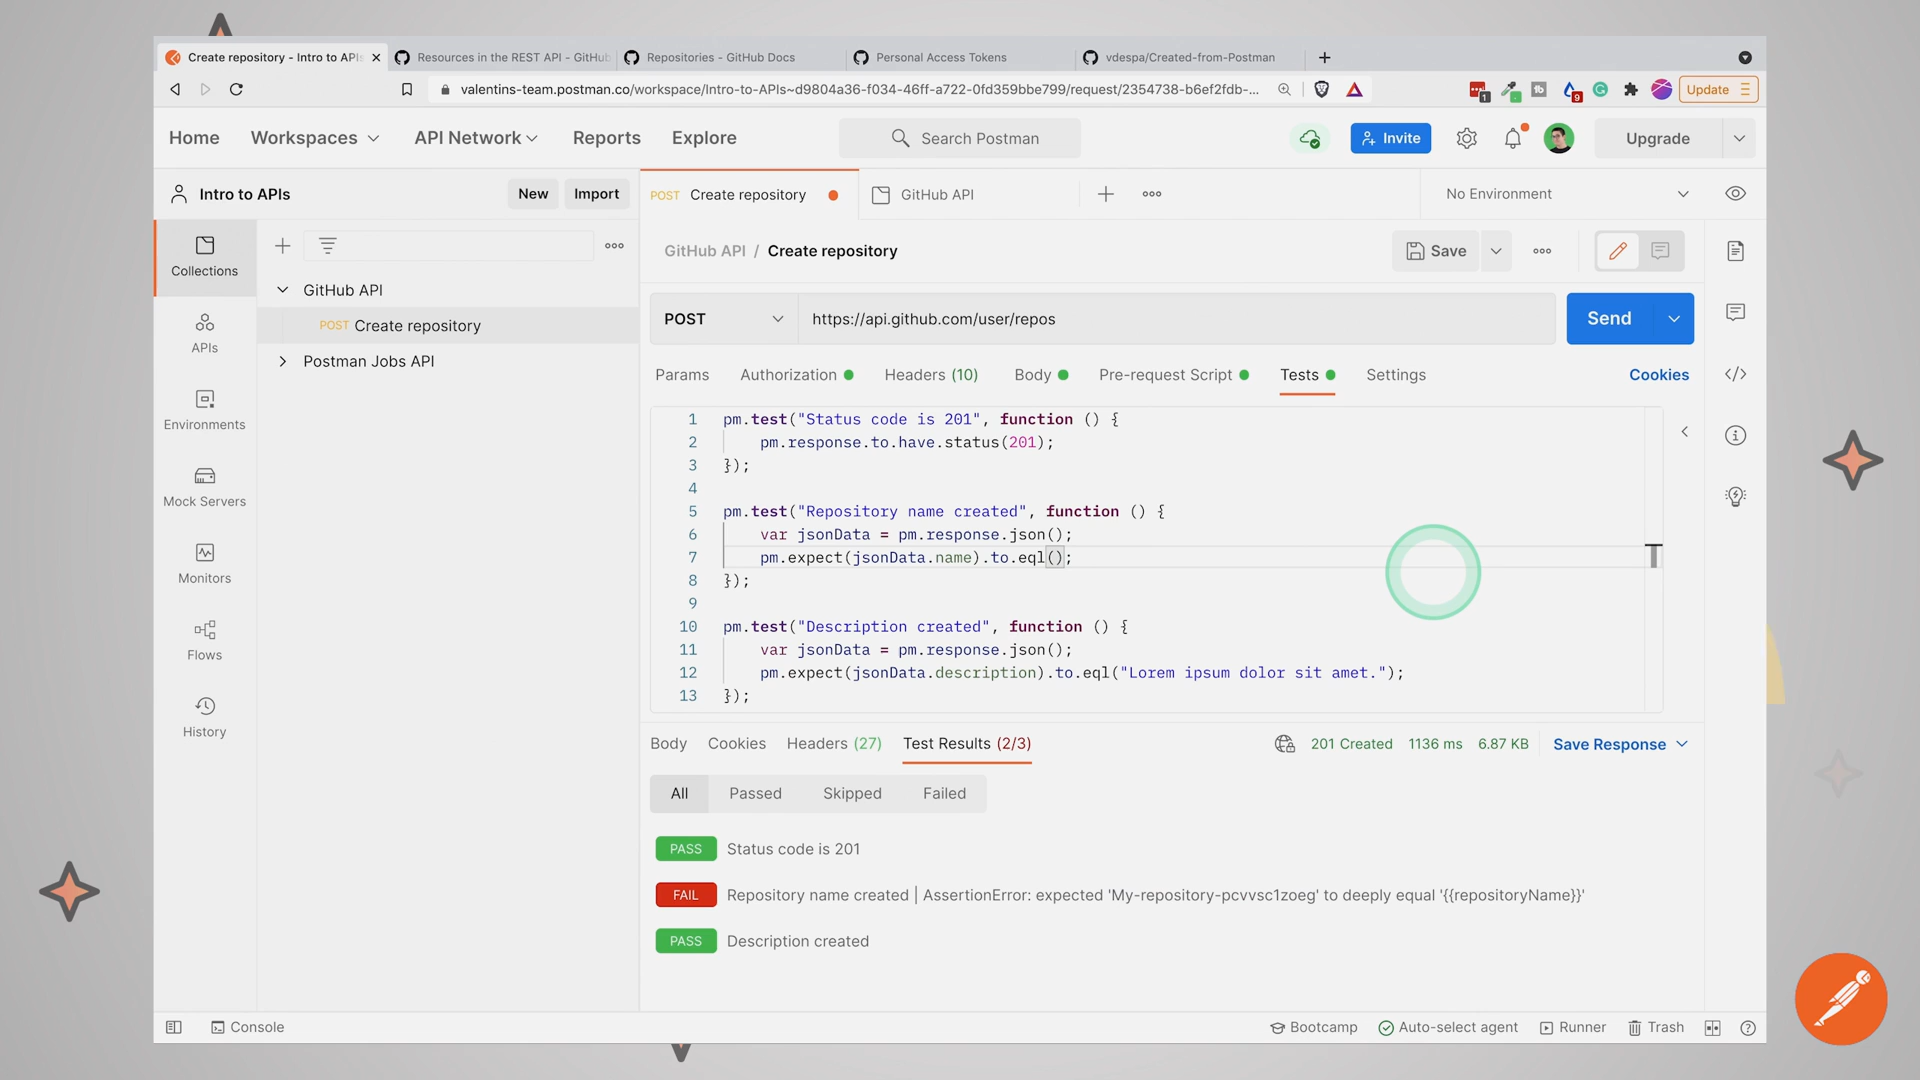 Create repository - Intro to APIs
Resources in the REST API - GitHub
Repositories - GitHub Docs
Personal Access Tokens
vdespa/Created-from-Postman
valentins-team.postman.co/workspace/Intro-to-APIs~d9804a36-f034-46ff-a722-0fd359bbe799/request/2354738-b6ef2fdb-...
1
9
Update
Home
Workspaces
API Network
Reports
Explore
Search Postman
Invite
Upgrade
Intro to APIs
New
Import
POST Create repository
GitHub API
No Environment
Collections
APIs
Environments
Mock Servers
Monitors
Flows
History
GitHub API
POST Create repository
Postman Jobs API
GitHub API / Create repository
Save
POST
https://api.github.com/user/repos
Send
Params
Authorization
Headers (10)
Body
Pre-request Script
Tests
Settings
Cookies
1 pm.test("Status code is 201", function () {
2 pm.response.to.have.status(201);
3 });
4
5 pm.test("Repository name created", function () {
6 var jsonData = pm.response.json();
7 pm.expect(jsonData.name).to.eql();
8 });
9
10 pm.test("Description created", function () {
11 var jsonData = pm.response.json();
12 pm.expect(jsonData.description).to.eql("Lorem ipsum dolor sit amet.");
13 });
Body
Cookies
Headers (27)
Test Results (2/3)
201 Created
1136 ms
6.87 KB
Save Response
All
Passed
Skipped
Failed
PASS Status code is 201
FAIL Repository name created | AssertionError: expected 'My-repository-pcvvsc1zoeg' to deeply equal '{{repositoryName}}'
PASS Description created
Console
Bootcamp
Auto-select agent
Runner
Trash